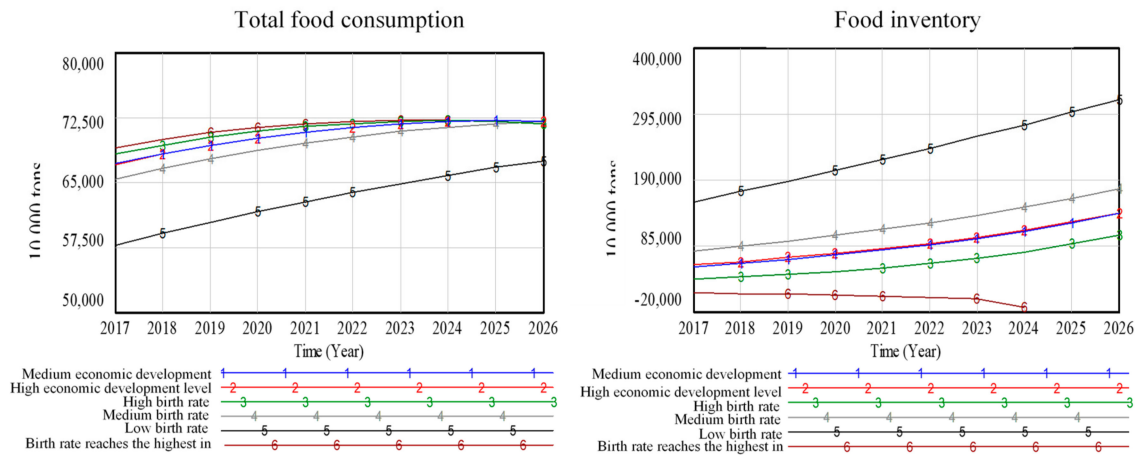 Total food consumption
80,000
72,500
65,000
57,500
50,000
10,000 tons
2017 2018 2019 2020 2021 2022 2023 2024 2025 2026
Time (Year)
Medium economic development
High economic development level
High birth rate
Medium birth rate
Low birth rate
Birth rate reaches the highest in
Food inventory
400,000
295,000
190,000
85,000
-20,000
10,000 tons
2017 2018 2019 2020 2021 2022 2023 2024 2025 2026
Time (Year)
Medium economic development
High economic development level
High birth rate
Medium birth rate
Low birth rate
Birth rate reaches the highest in